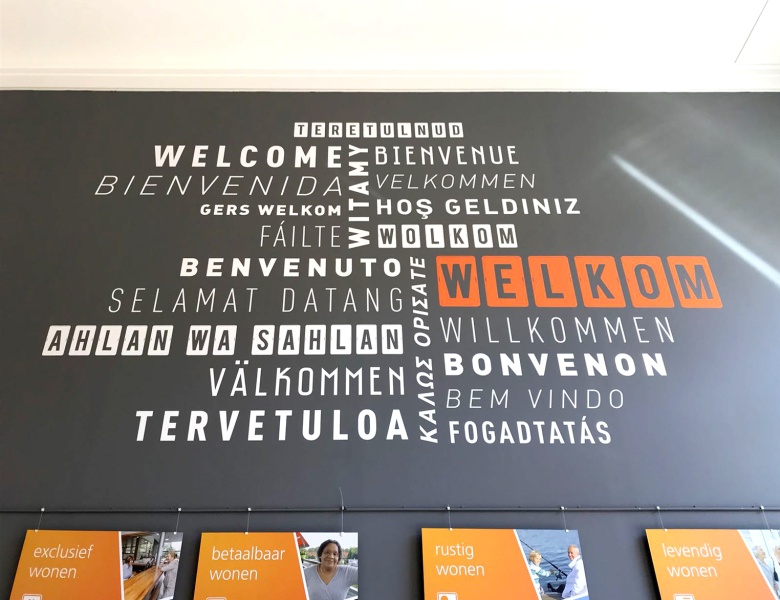 TERETULNUD
WELCOME
BIENVENUE
BIENVENIDA
VELKOMMEN
WITAMY
GERS WELKOM
HOŞ GELDINIZ
FÁILTE
WOLKOM
BENVENUTO
WELKOM
SELAMAT DATANG
ΚΑΛΩΣ ΟΡΙΣΑΤΕ
WILLKOMMEN
AHLAN WA SAHLAN
BONVENON
VÄLKOMMEN
BEM VINDO
TERVETULOA
FOGADTATÁS
exclusief
wonen
betaalbaar
wonen
rustig
wonen
levendig
wonen